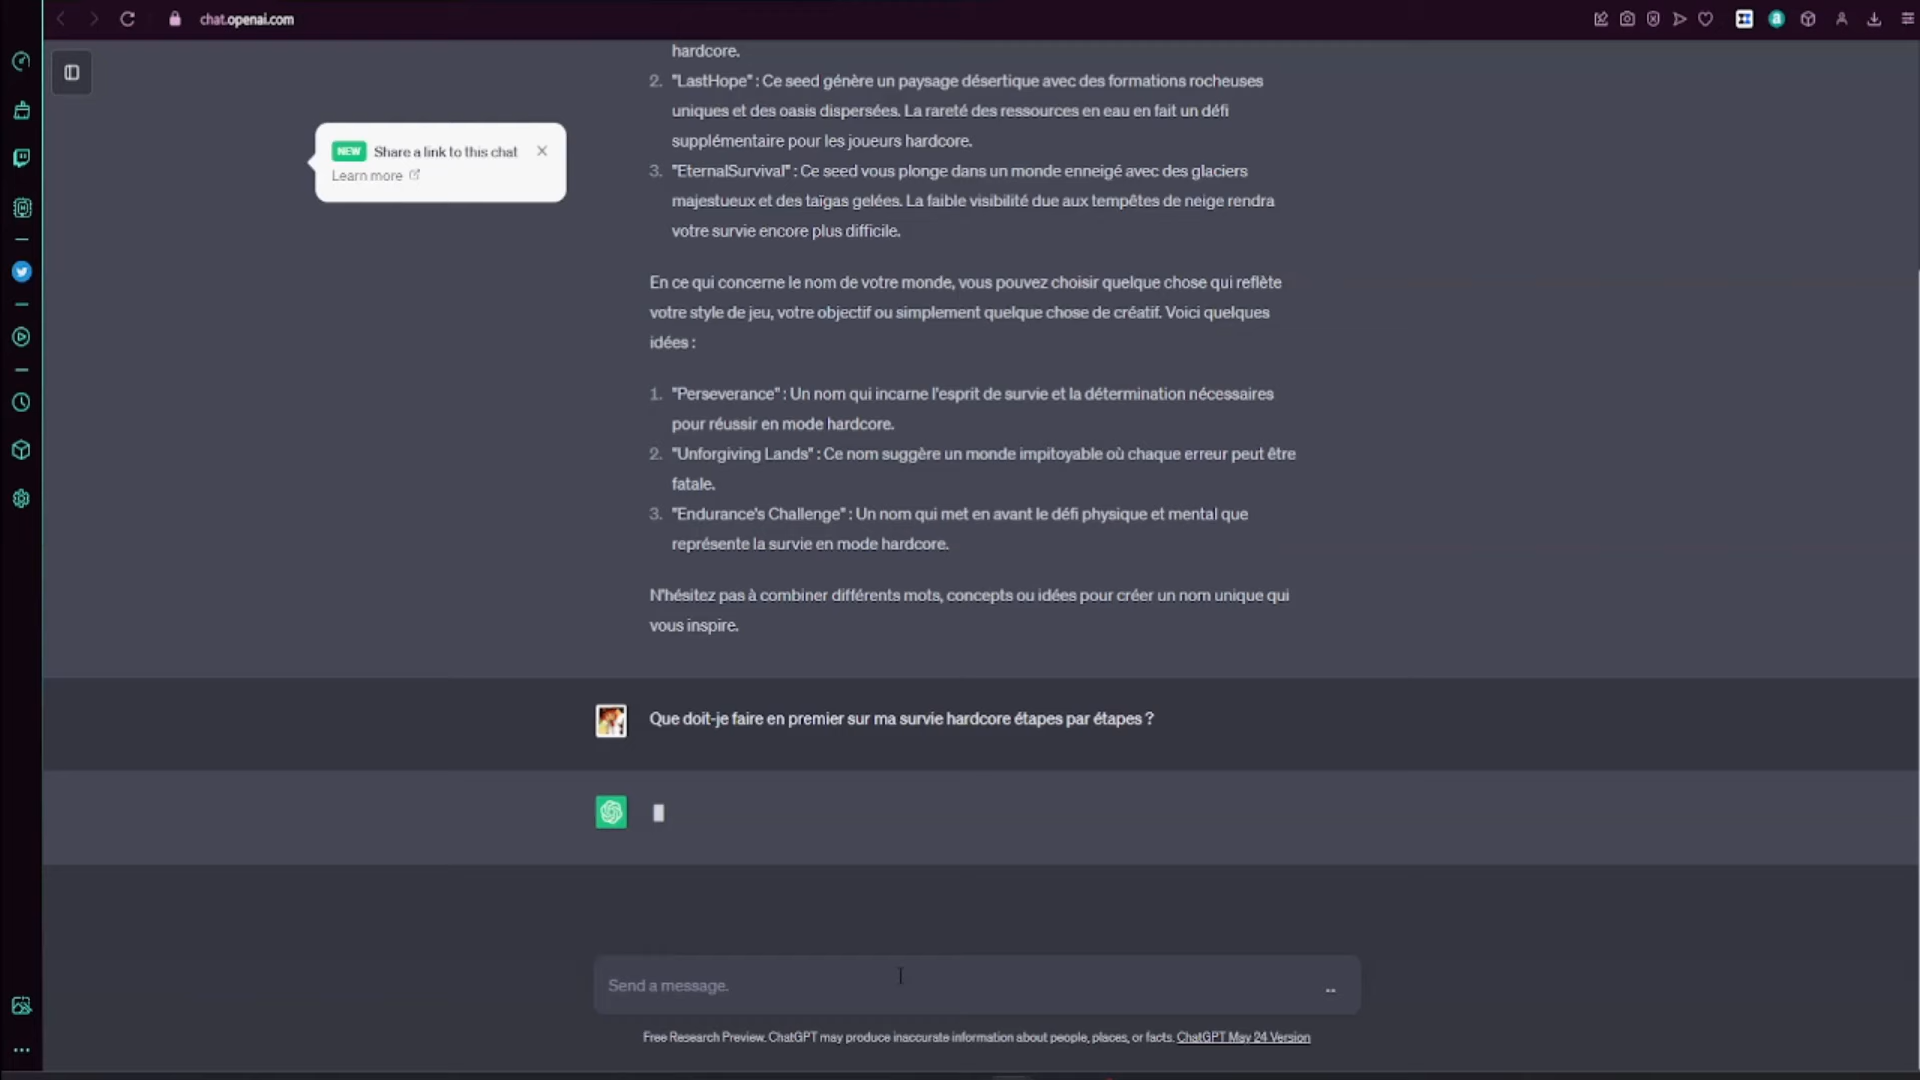 chat.openai.com
hardcore.
2. "LastHope" : Ce seed génère un paysage désertique avec des formations rocheuses
uniques et des oasis dispersées. La rareté des ressources en eau en fait un défi
supplémentaire pour les joueurs hardcore.
NEW Share a link to this chat
Learn more
3. "EternalSurvival" : Ce seed vous plonge dans un monde enneigé avec des glaciers
majestueux et des taïgas gelées. La faible visibilité due aux tempêtes de neige rendra
votre survie encore plus difficile.
En ce qui concerne le nom de votre monde, vous pouvez choisir quelque chose qui reflète
votre style de jeu, votre objectif ou simplement quelque chose de créatif. Voici quelques
idées :
1. "Perseverance" : Un nom qui incarne l'esprit de survie et la détermination nécessaires
pour réussir en mode hardcore.
2. "Unforgiving Lands" : Ce nom suggère un monde impitoyable où chaque erreur peut être
fatale.
3. "Endurance's Challenge" : Un nom qui met en avant le défi physique et mental que
représente la survie en mode hardcore.
N'hésitez pas à combiner différents mots, concepts ou idées pour créer un nom unique qui
vous inspire.
Que doit-je faire en premier sur ma survie hardcore étapes par étapes ?
Send a message.
Free Research Preview. ChatGPT may produce inaccurate information about people, places, or facts. ChatGPT May 24 Version